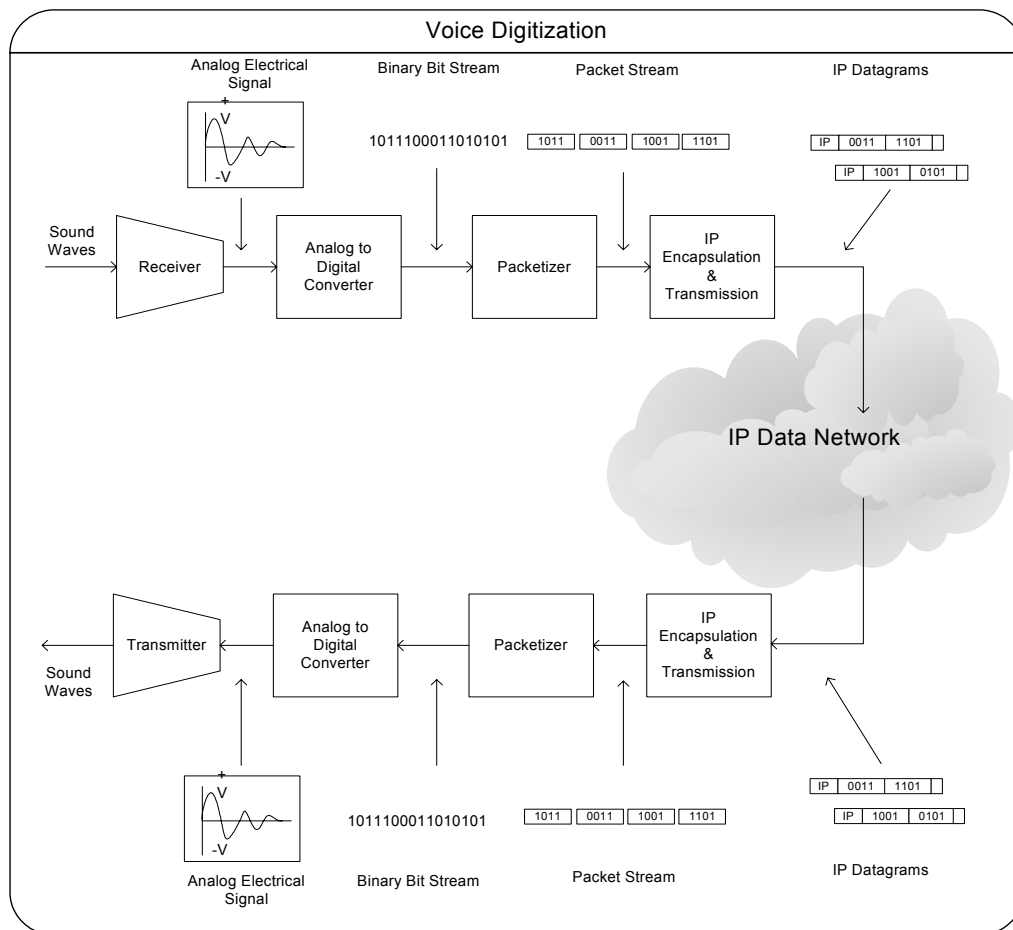 Voice Digitization
Analog Electrical
Signal
Binary Bit Stream
Packet Stream
IP Datagrams
+
V
-V
1011100011010101
1011 0011 1001 1101
IP 0011 1101
IP 1001 0101
Sound
Waves
Receiver
Analog to
Digital
Converter
Packetizer
IP
Encapsulation
&
Transmission
IP Data Network
Transmitter
Sound
Waves
Analog to
Digital
Converter
Packetizer
IP
Encapsulation
&
Transmission
+
V
-V
1011100011010101
1011 0011 1001 1101
IP 0011 1101
IP 1001 0101
Analog Electrical
Signal
Binary Bit Stream
Packet Stream
IP Datagrams